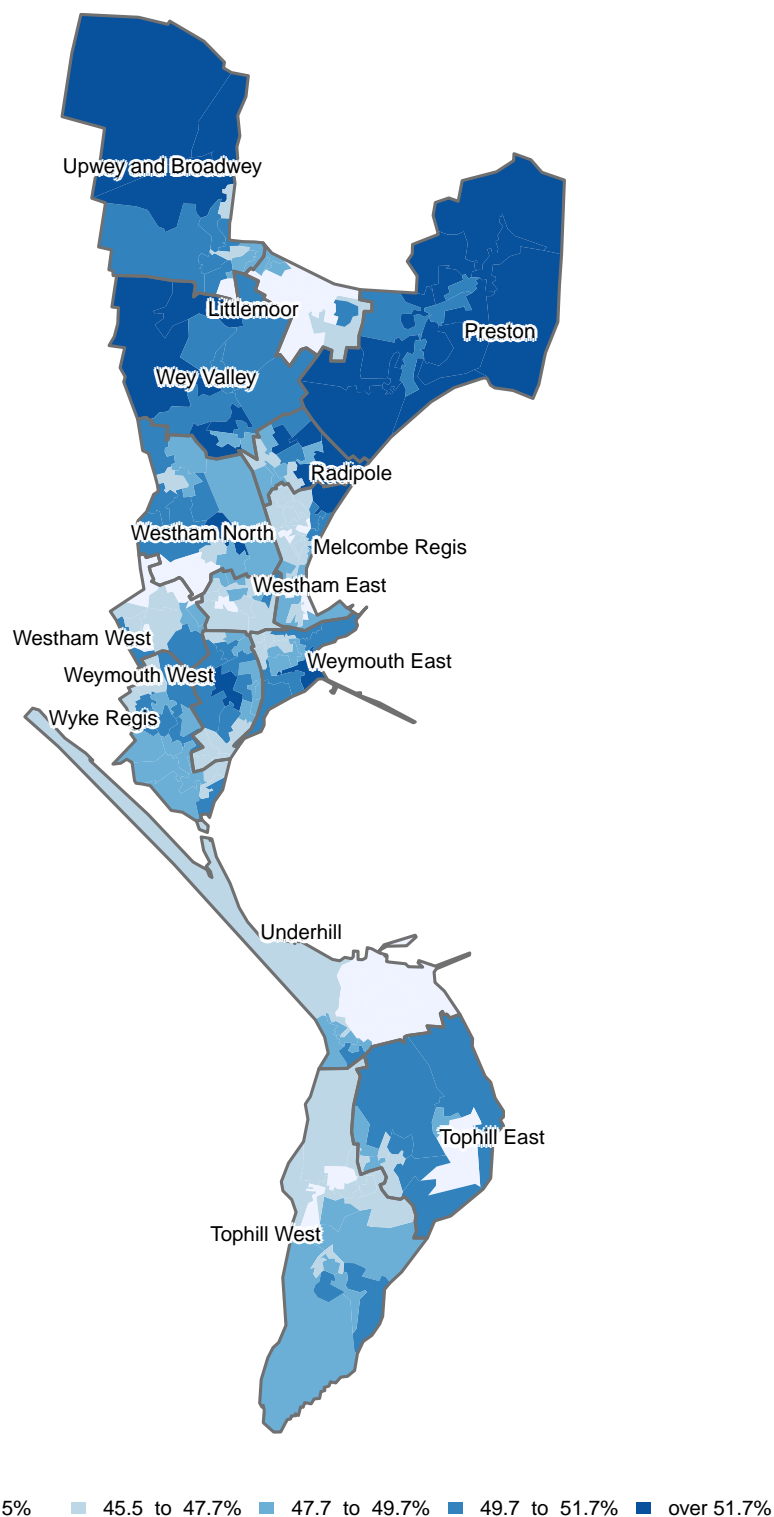 Upwey and Broadwey
Littlemoor
Preston
Wey Valley
Radipole
Westham North
Melcombe Regis
Westham East
Westham West
Weymouth East
Weymouth West
Wyke Regis
Underhill
Tophill East
Tophill West
5% 45.5 to 47.7% 47.7 to 49.7% 49.7 to 51.7% over 51.7%